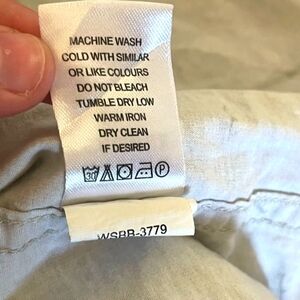 MACHINE WASH
COLD WITH SIMILAR
OR LIKE COLOURS
DO NOT BLEACH
TUMBLE DRY LOW
WARM IRON
DRY CLEAN
IF DESIRED
WSBB-3779